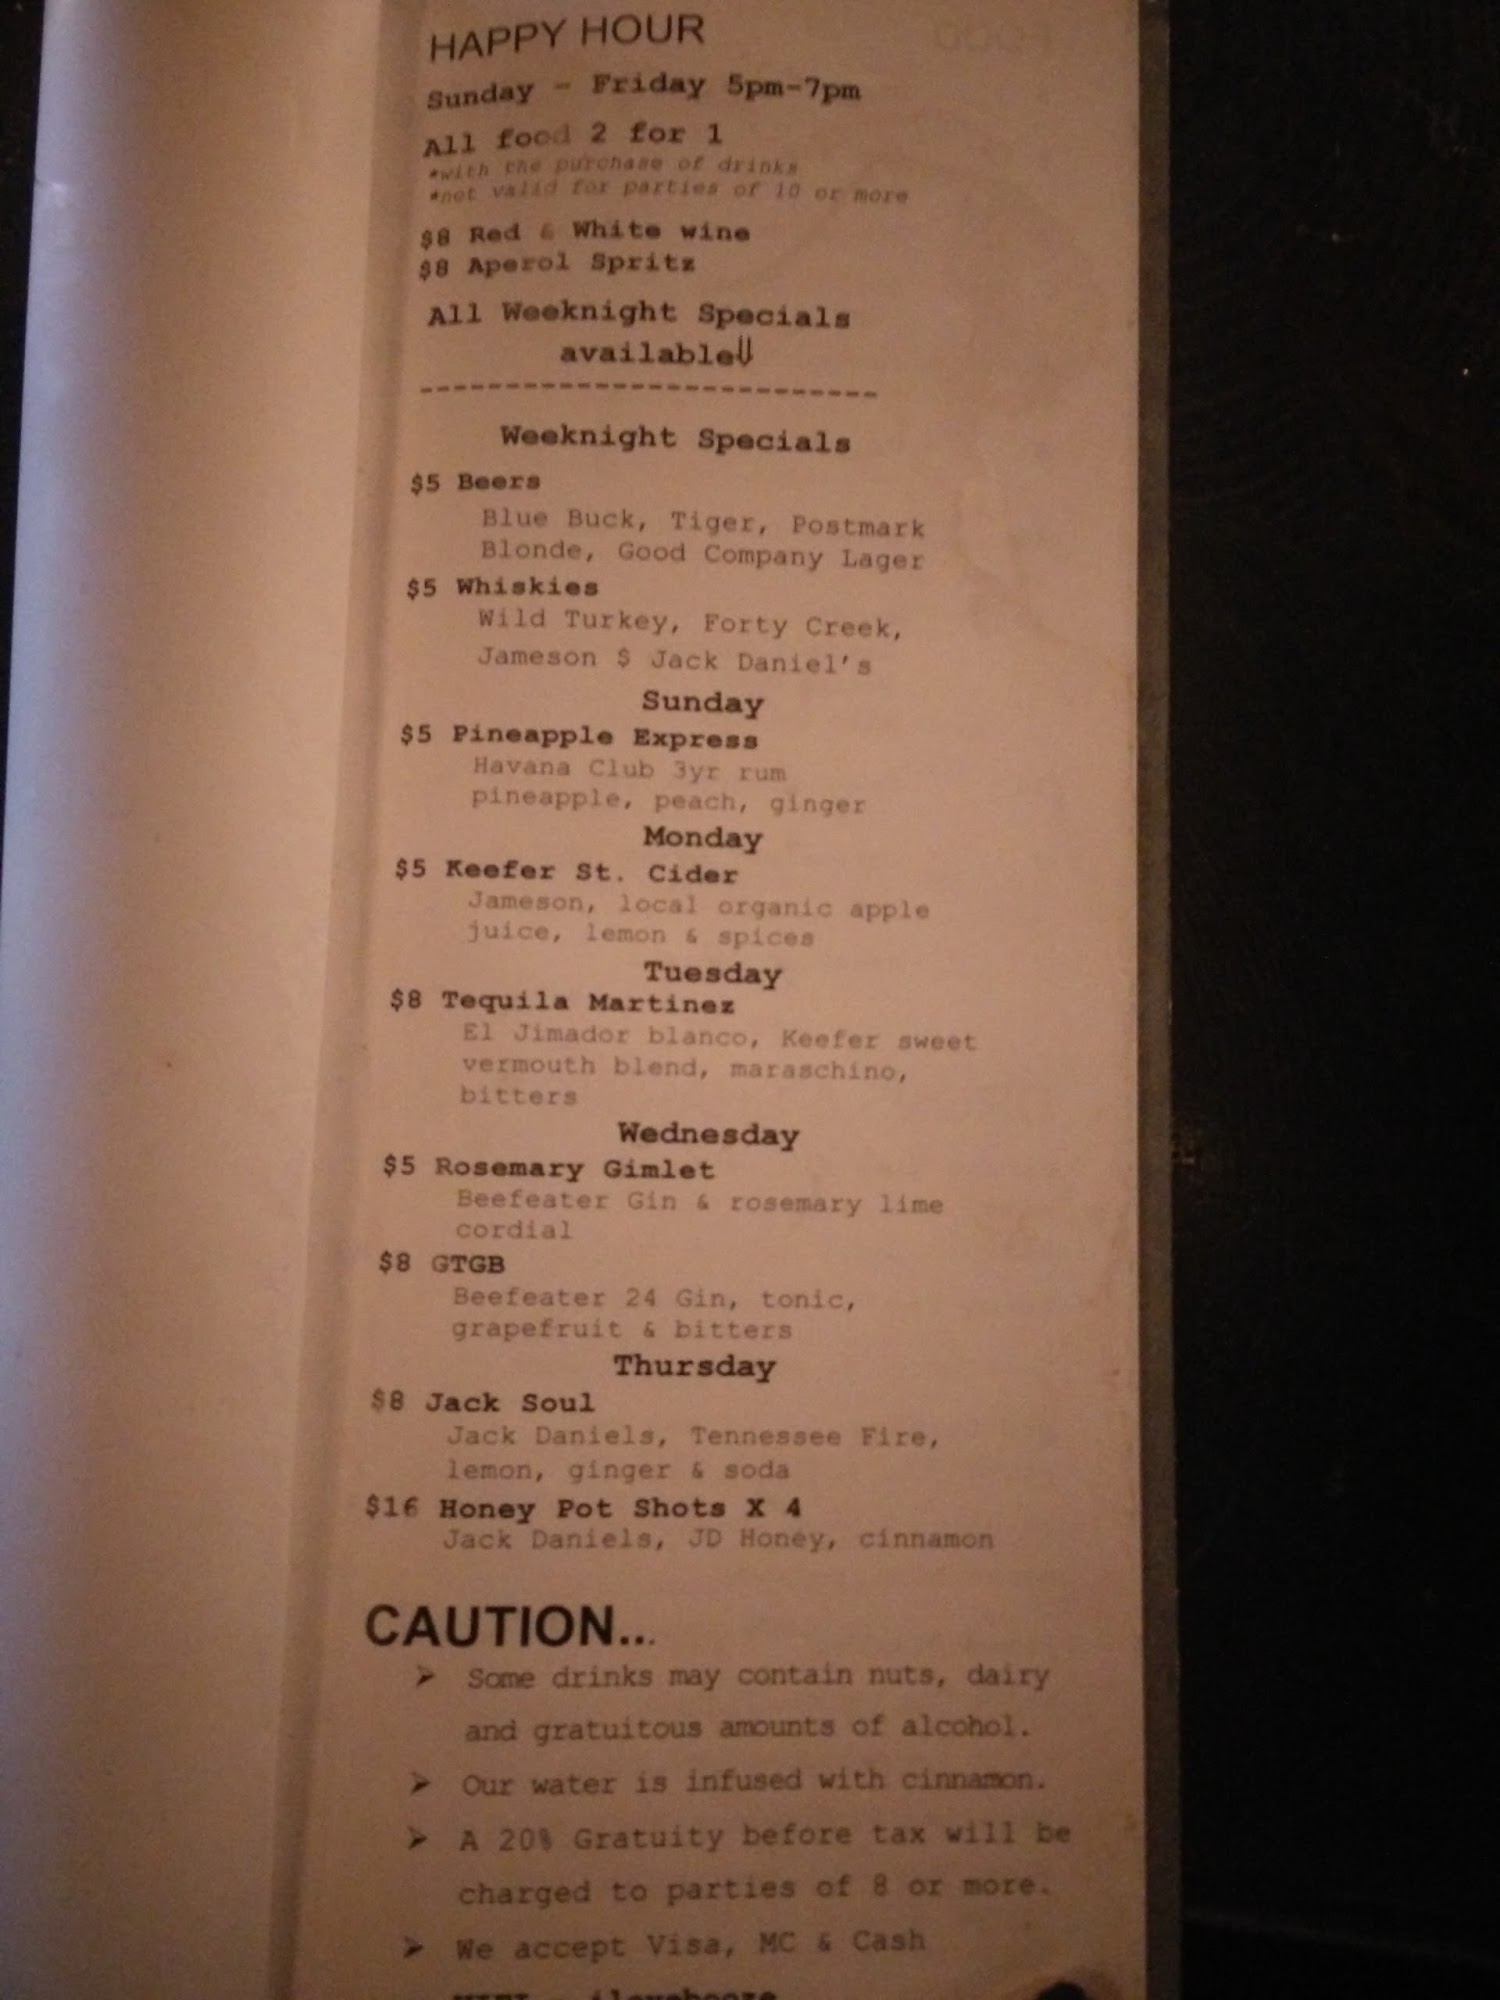 HAPPY HOUR
Sunday - Friday 5pm-7pm
All food 2 for 1
*with the purchase of drinks
*not valid for parties of 10 or more
$8 Red & White wine
$8 Aperol Spritz
All Weeknight Specials
available⇓
---------------------------
Weeknight Specials
$5 Beers
Blue Buck, Tiger, Postmark
Blonde, Good Company Lager
$5 Whiskies
Wild Turkey, Forty Creek,
Jameson $ Jack Daniel's
Sunday
$5 Pineapple Express
Havana Club 3yr rum
pineapple, peach, ginger
Monday
$5 Keefer St. Cider
Jameson, local organic apple
juice, lemon & spices
Tuesday
$8 Tequila Martinez
El Jimador blanco, Keefer sweet
vermouth blend, maraschino,
bitters
Wednesday
$5 Rosemary Gimlet
Beefeater Gin & rosemary lime
cordial
$8 GTGB
Beefeater 24 Gin, tonic,
grapefruit & bitters
Thursday
$8 Jack Soul
Jack Daniels, Tennessee Fire,
lemon, ginger & soda
$16 Honey Pot Shots X 4
Jack Daniels, JD Honey, cinnamon
CAUTION...
➢ Some drinks may contain nuts, dairy
and gratuitous amounts of alcohol.
➢ Our water is infused with cinnamon.
➢ A 20% Gratuity before tax will be
charged to parties of 8 or more.
➢ We accept Visa, MC & Cash